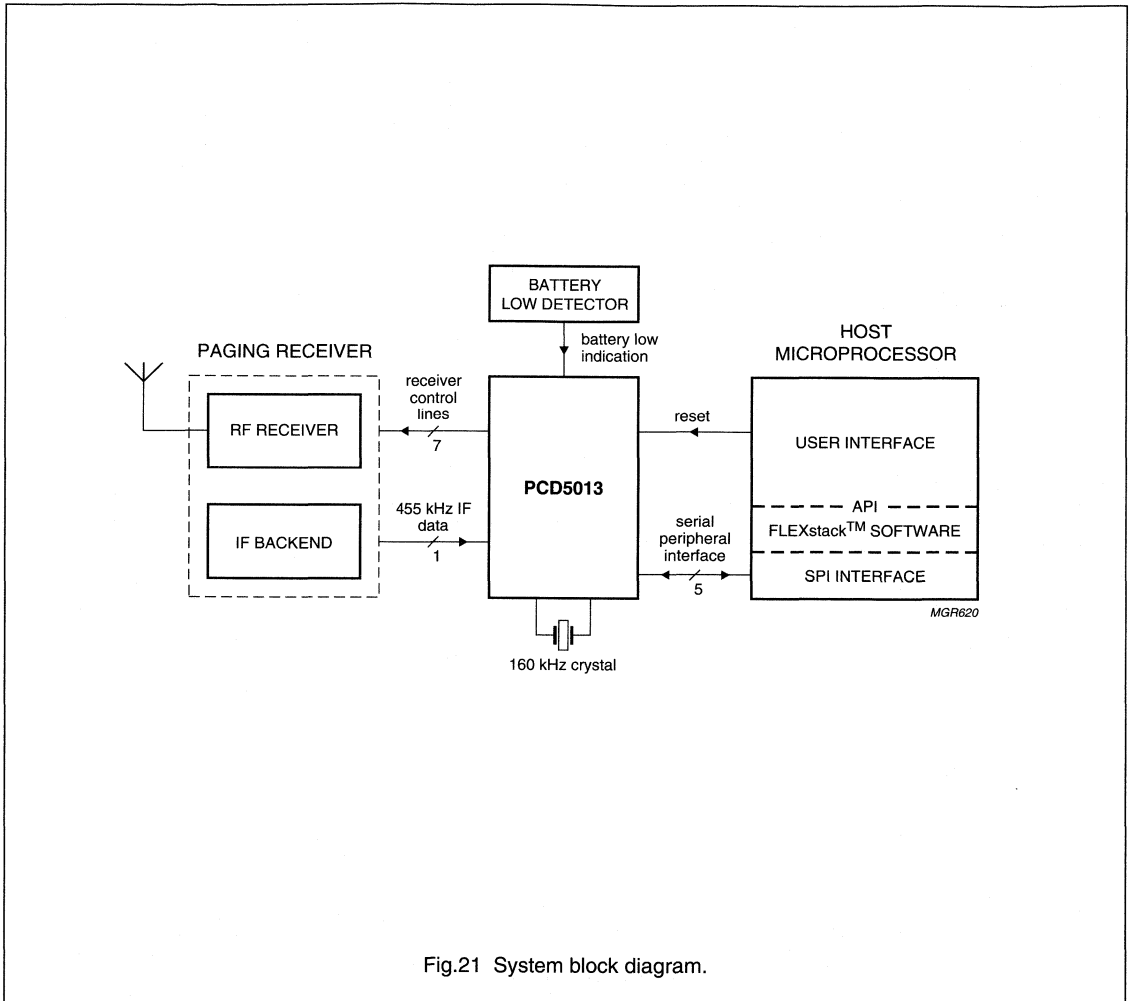 BATTERY
LOW DETECTOR
battery low
indication
HOST
MICROPROCESSOR
PAGING RECEIVER
receiver
control
lines
7
RF RECEIVER
455 kHz IF
data
1
IF BACKEND
PCD5013
reset
serial
peripheral
interface
5
USER INTERFACE
API
FLEXstack™ SOFTWARE
SPI INTERFACE
MGR620
160 kHz crystal
Fig.21 System block diagram.